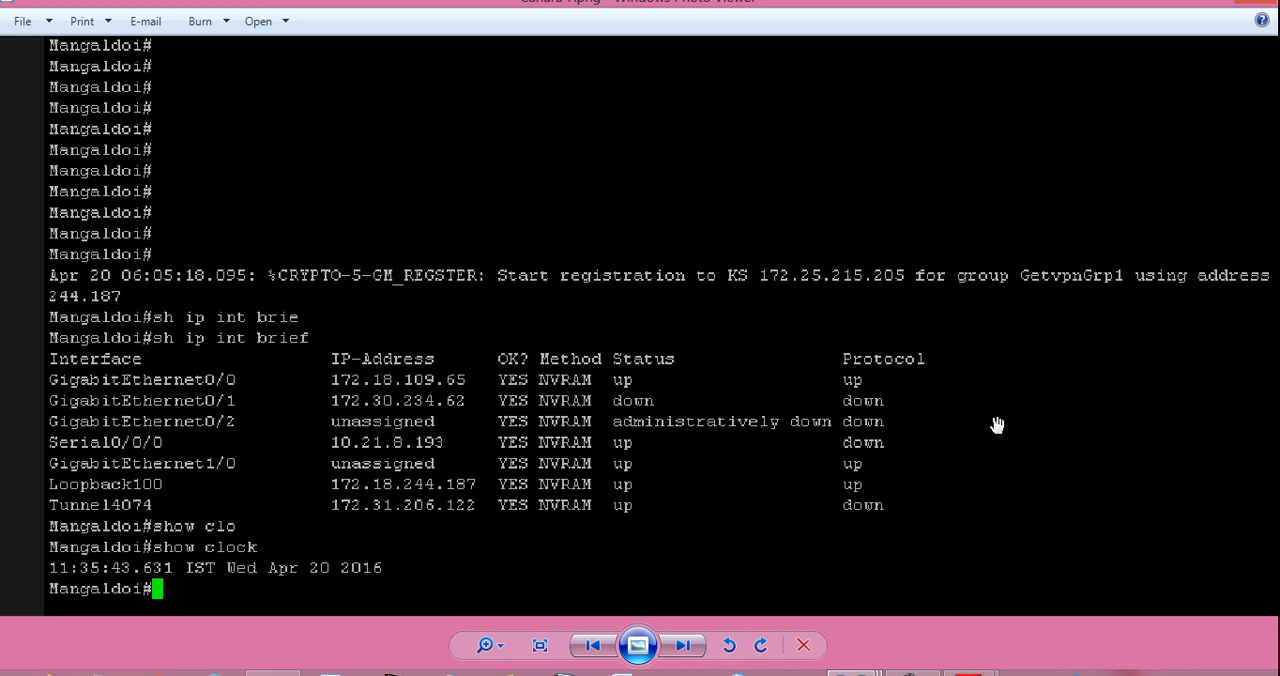 File Print E-mail Burn Open
Mangaldoi#
Mangaldoi#
Mangaldoi#
Mangaldoi#
Mangaldoi#
Mangaldoi#
Mangaldoi#
Mangaldoi#
Mangaldoi#
Mangaldoi#
Mangaldoi#
Apr 20 06:05:18.095: %CRYPTO-5-GM_REGSTER: Start registration to KS 172.25.215.205 for group GetvpnGrp1 using address
244.187
Mangaldoi#sh ip int brie
Mangaldoi#sh ip int brief
Interface IP-Address OK? Method Status Protocol
GigabitEthernet0/0 172.18.109.65 YES NVRAM up up
GigabitEthernet0/1 172.30.234.62 YES NVRAM down down
GigabitEthernet0/2 unassigned YES NVRAM administratively down down
Serial0/0/0 10.21.8.193 YES NVRAM up down
GigabitEthernet1/0 unassigned YES NVRAM up up
Loopback100 172.18.244.187 YES NVRAM up up
Tunnel4074 172.31.206.122 YES NVRAM up down
Mangaldoi#show clo
Mangaldoi#show clock
11:35:43.631 IST Wed Apr 20 2016
Mangaldoi#